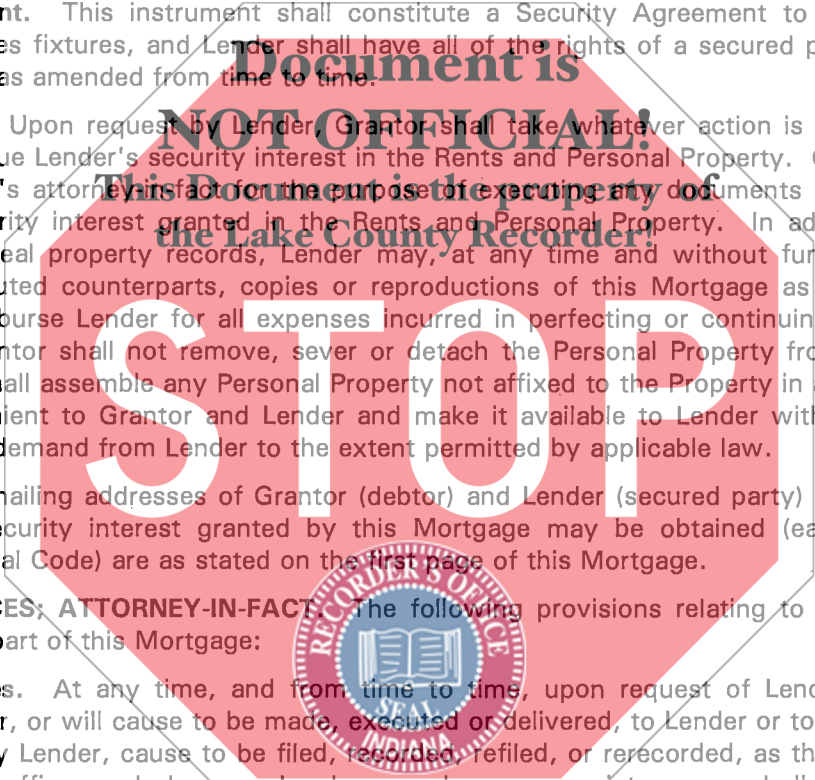 nt. This instrument shall constitute a Security Agreement to
es fixtures, and Lender shall have all of the rights of a secured p
as amended from time to time.
Document is
NOT OFFICIAL!
This Document is the property of
the Lake County Recorder!
Upon request by Lender, Grantor shall take whatever action is
ue Lender's security interest in the Rents and Personal Property.
's attorney-in-fact for the purpose of executing any documents
rity interest granted in the Rents and Personal Property. In ad
eal property records, Lender may, at any time and without fur
uted counterparts, copies or reproductions of this Mortgage as
burse Lender for all expenses incurred in perfecting or continuin
ntor shall not remove, sever or detach the Personal Property fro
all assemble any Personal Property not affixed to the Property in
ient to Grantor and Lender and make it available to Lender with
demand from Lender to the extent permitted by applicable law.
STOP
nailing addresses of Grantor (debtor) and Lender (secured party)
ecurity interest granted by this Mortgage may be obtained (ea
al Code) are as stated on the first page of this Mortgage.
CES; ATTORNEY-IN-FACT. The following provisions relating to
part of this Mortgage:
s. At any time, and from time to time, upon request of Lend
r, or will cause to be made, executed or delivered, to Lender or to
y Lender, cause to be filed, recorded, refiled, or rerecorded, as th
RECORDER'S OFFICE
SEAL
INDIANA